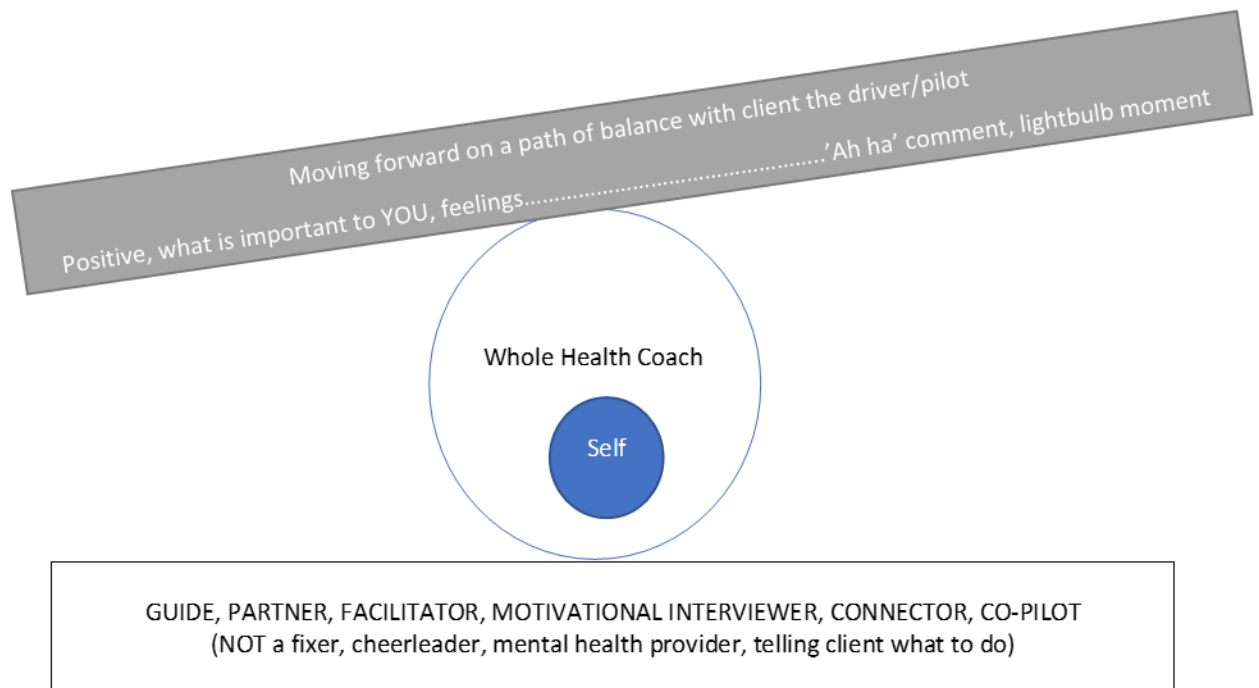 Moving forward on a path of balance with client the driver/pilot
Positive, what is important to YOU, feelings…………………………………………..’Ah ha’ comment, lightbulb moment
Whole Health Coach
Self
GUIDE, PARTNER, FACILITATOR, MOTIVATIONAL INTERVIEWER, CONNECTOR, CO-PILOT
(NOT a fixer, cheerleader, mental health provider, telling client what to do)